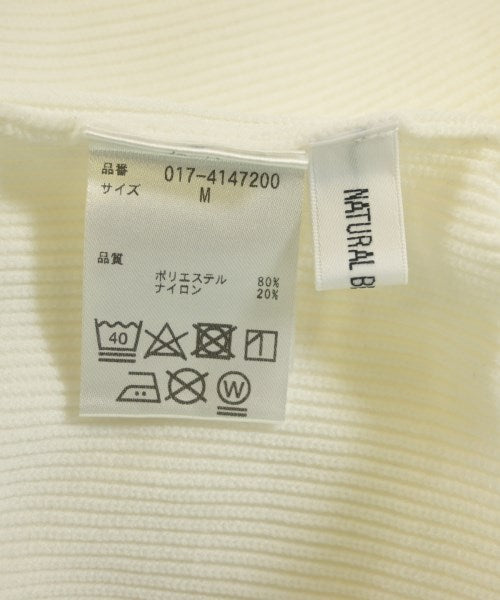 品番 017-4147200
サイズ M
品質
ポリエステル 80%
ナイロン 20%
40
W
NATURAL